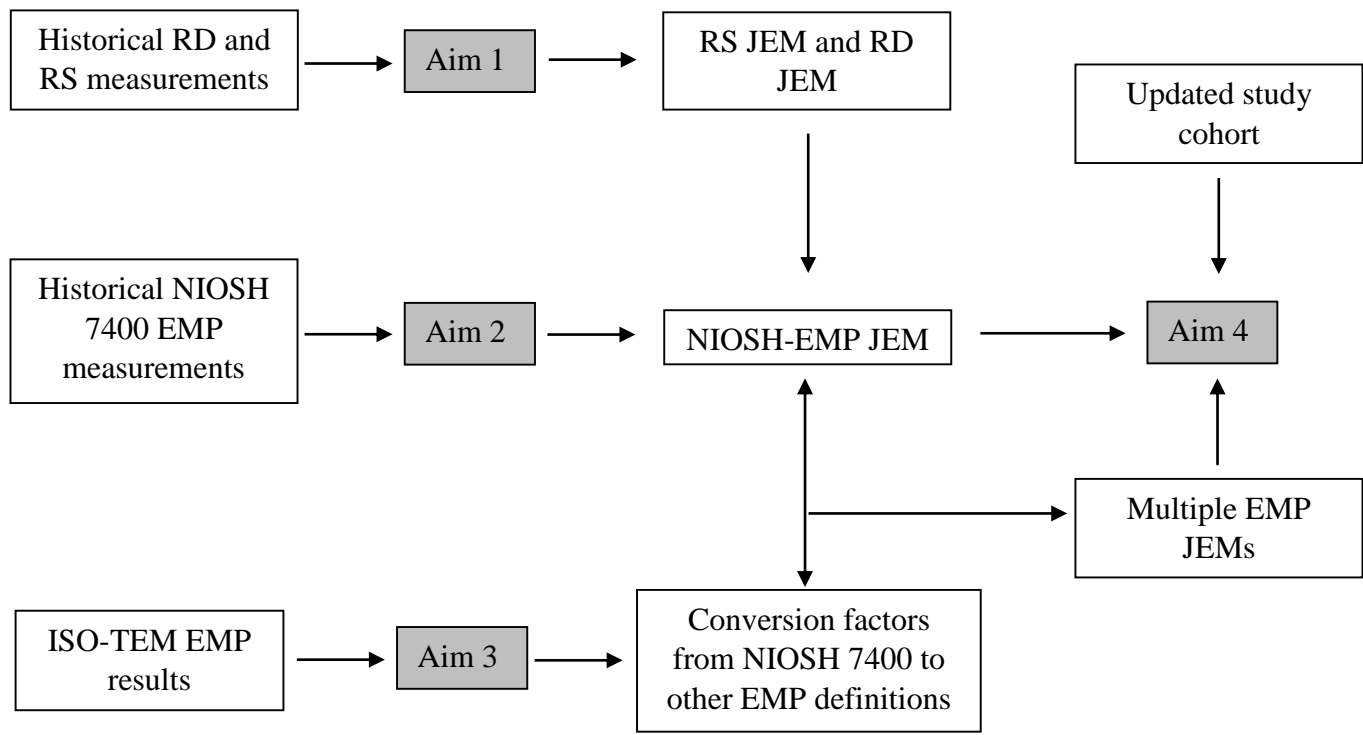 Historical RD and
RS measurements
Aim 1
RS JEM and RD
JEM
Updated study
cohort
Historical NIOSH
7400 EMP
measurements
Aim 2
NIOSH-EMP JEM
Aim 4
Multiple EMP
JEMs
ISO-TEM EMP
results
Aim 3
Conversion factors
from NIOSH 7400 to
other EMP definitions